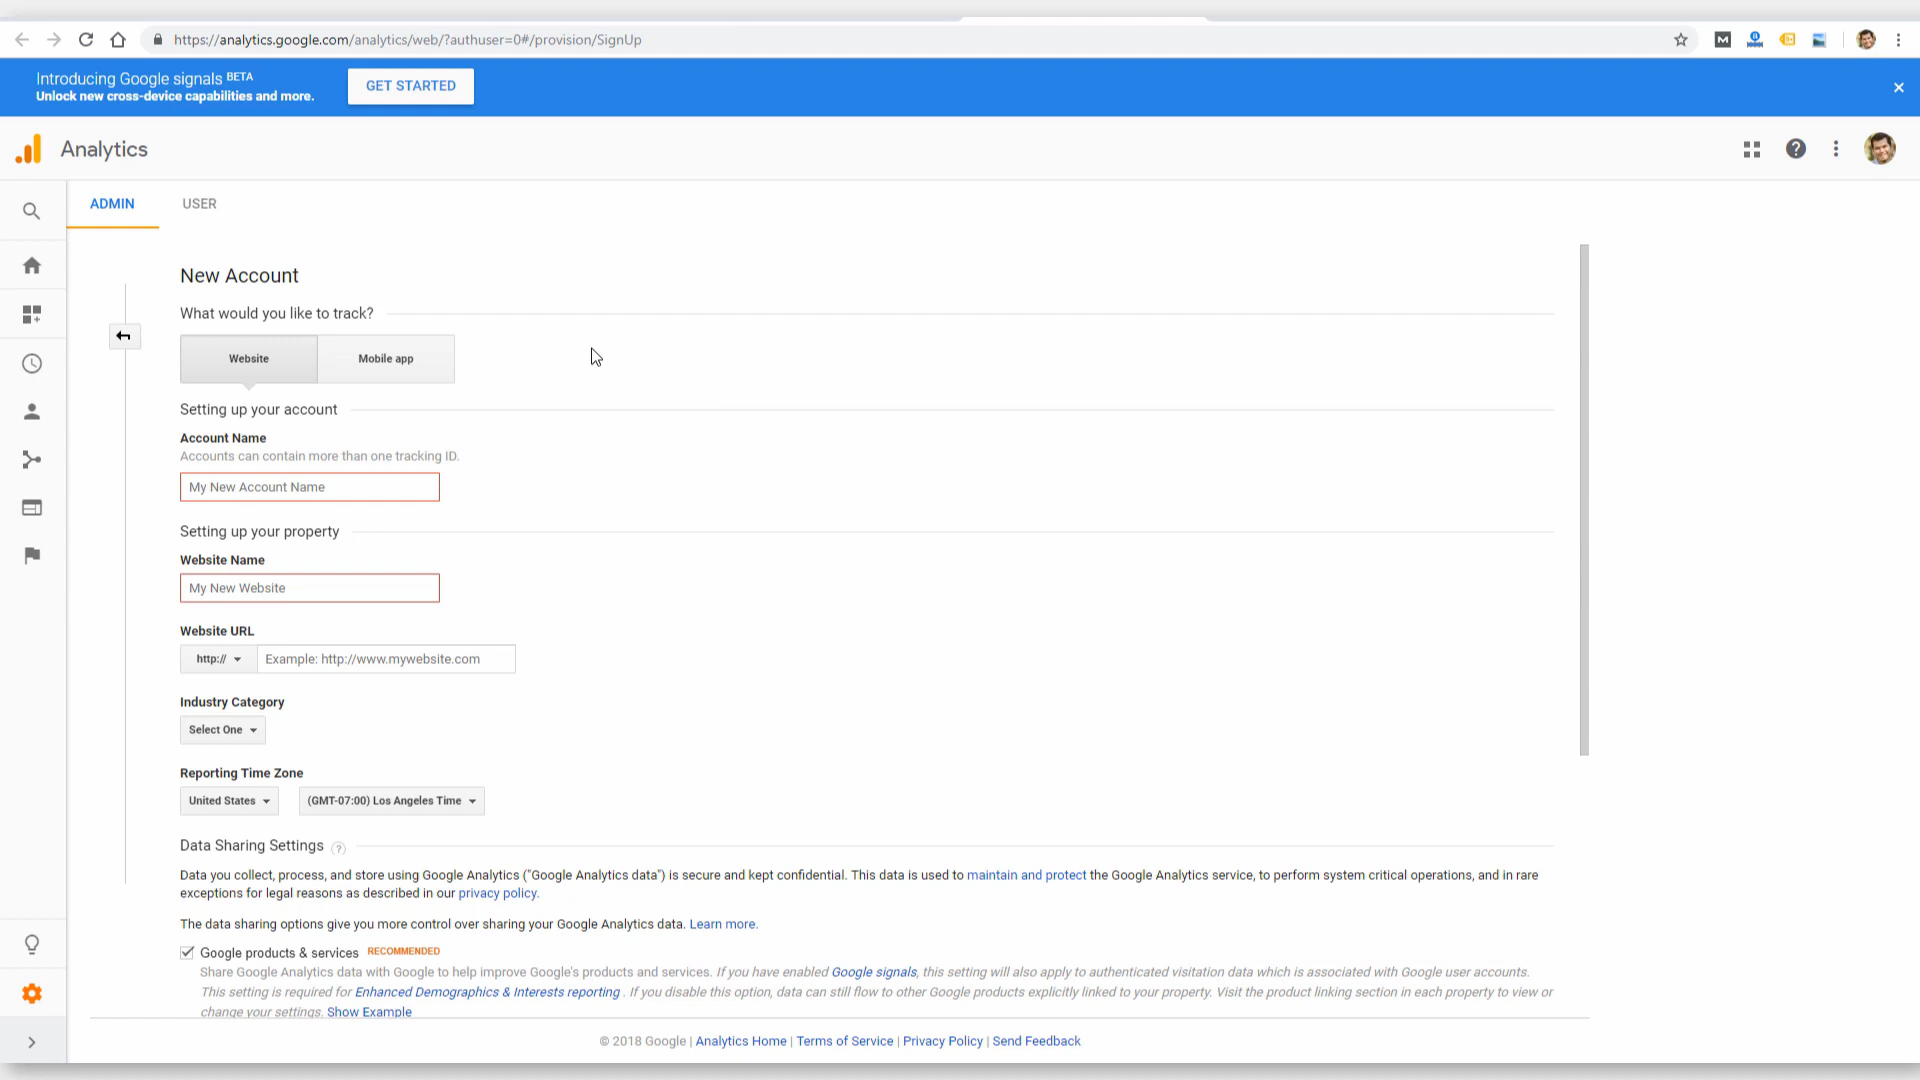 https://analytics.google.com/analytics/web/?authuser=0#/provision/SignUp
M
Introducing Google signals BETA
Unlock new cross-device capabilities and more.
GET STARTED
Analytics
ADMIN
USER
New Account
What would you like to track?
Website
Mobile app
Setting up your account
Account Name
Accounts can contain more than one tracking ID.
My New Account Name
Setting up your property
Website Name
My New Website
Website URL
http://
Example: http://www.mywebsite.com
Industry Category
Select One
Reporting Time Zone
United States
(GMT-07:00) Los Angeles Time
Data Sharing Settings ?
Data you collect, process, and store using Google Analytics ("Google Analytics data") is secure and kept confidential. This data is used to maintain and protect the Google Analytics service, to perform system critical operations, and in rare
exceptions for legal reasons as described in our privacy policy.
The data sharing options give you more control over sharing your Google Analytics data. Learn more.
Google products & services RECOMMENDED
Share Google Analytics data with Google to help improve Google's products and services. If you have enabled Google signals, this setting will also apply to authenticated visitation data which is associated with Google user accounts.
This setting is required for Enhanced Demographics & Interests reporting . If you disable this option, data can still flow to other Google products explicitly linked to your property. Visit the product linking section in each property to view or
change your settings. Show Example
© 2018 Google | Analytics Home | Terms of Service | Privacy Policy | Send Feedback